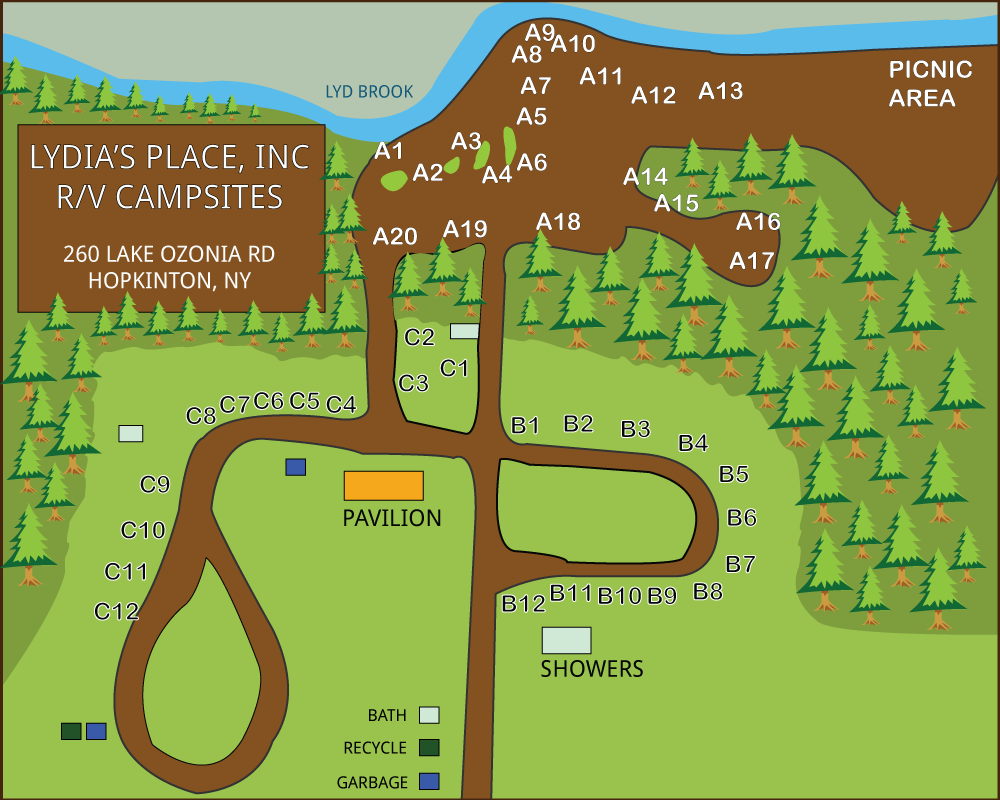 A9
A10
A8
PICNIC
AREA
A11
A7
LYD BROOK
A12
A13
A5
A3
A1
LYDIA'S PLACE, INC
R/V CAMPSITES
260 LAKE OZONIA RD
HOPKINTON, NY
A2
A4
A6
A14
A15
A16
A18
A19
A20
A17
C2
C1
C3
C8
C7
C6
C5
C4
B1
B2
B3
B4
B5
C9
B6
PAVILION
C10
B7
C11
C12
B12
B11
B10
B9
B8
SHOWERS
BATH
RECYCLE
GARBAGE